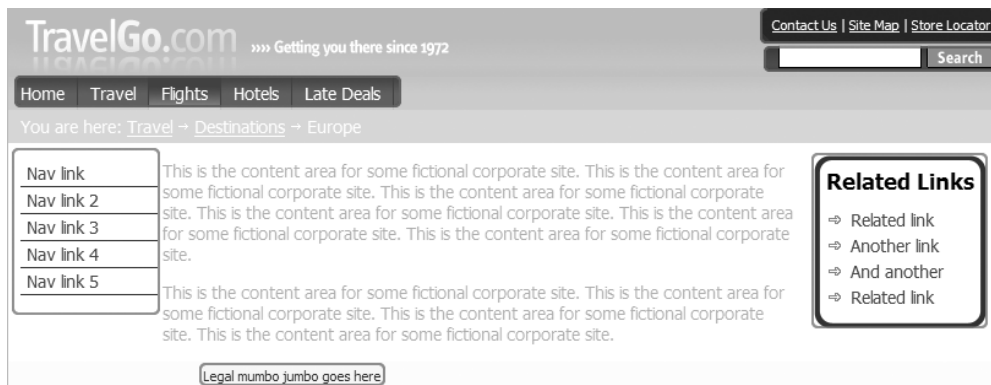 TravelGo.com »»» Getting you there since 1972
Contact Us | Site Map | Store Locator
Search
Home Travel Flights Hotels Late Deals
You are here: Travel → Destinations → Europe
Nav link
Nav link 2
Nav link 3
Nav link 4
Nav link 5
This is the content area for some fictional corporate site. This is the content area for
some fictional corporate site. This is the content area for some fictional corporate
site. This is the content area for some fictional corporate site. This is the content area
for some fictional corporate site. This is the content area for some fictional corporate
site.
This is the content area for some fictional corporate site. This is the content area for
some fictional corporate site. This is the content area for some fictional corporate
site. This is the content area for some fictional corporate site.
Related Links
⇨ Related link
⇨ Another link
⇨ And another
⇨ Related link
Legal mumbo jumbo goes here